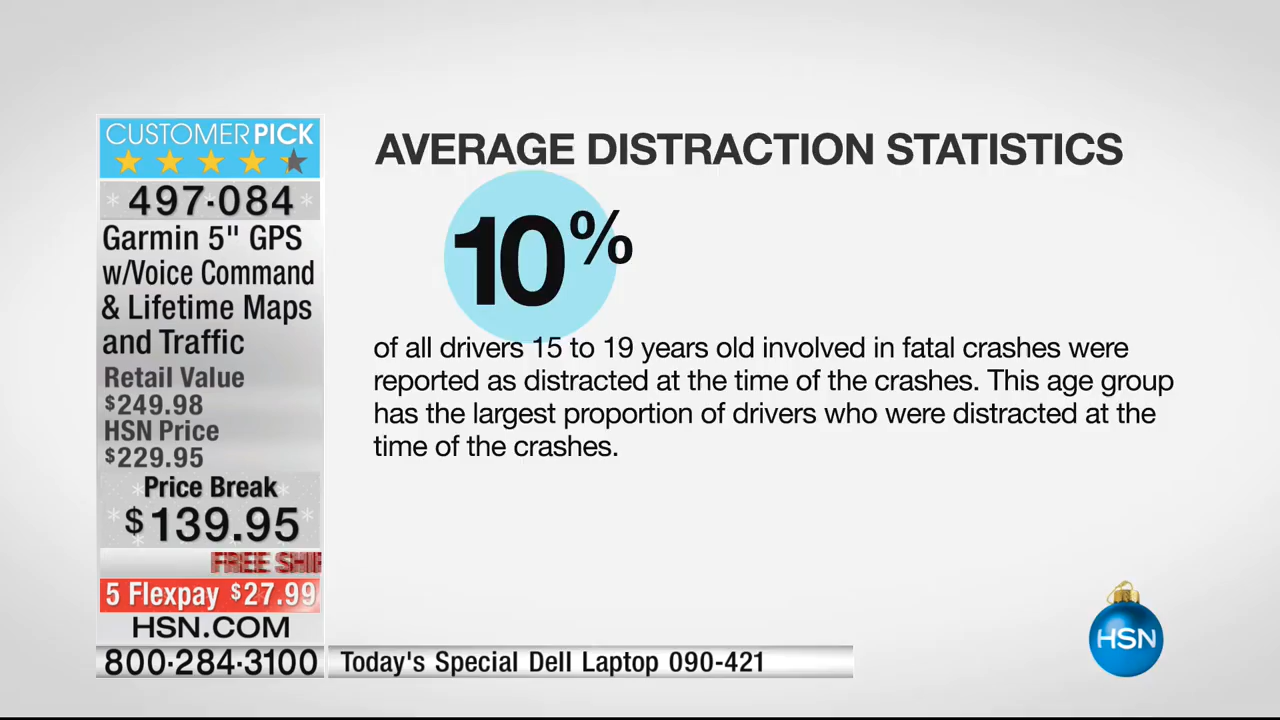 CUSTOMER PICK
497·084
Garmin 5" GPS
w/Voice Command
& Lifetime Maps
and Traffic
Retail Value
$249.98
HSN Price
$229.95
Price Break
$139.95
FREE SHI
5 Flexpay $27.99
HSN.COM
800·284·3100
AVERAGE DISTRACTION STATISTICS
10%
of all drivers 15 to 19 years old involved in fatal crashes were
reported as distracted at the time of the crashes. This age group
has the largest proportion of drivers who were distracted at the
time of the crashes.
Today's Special Dell Laptop 090-421
HSN